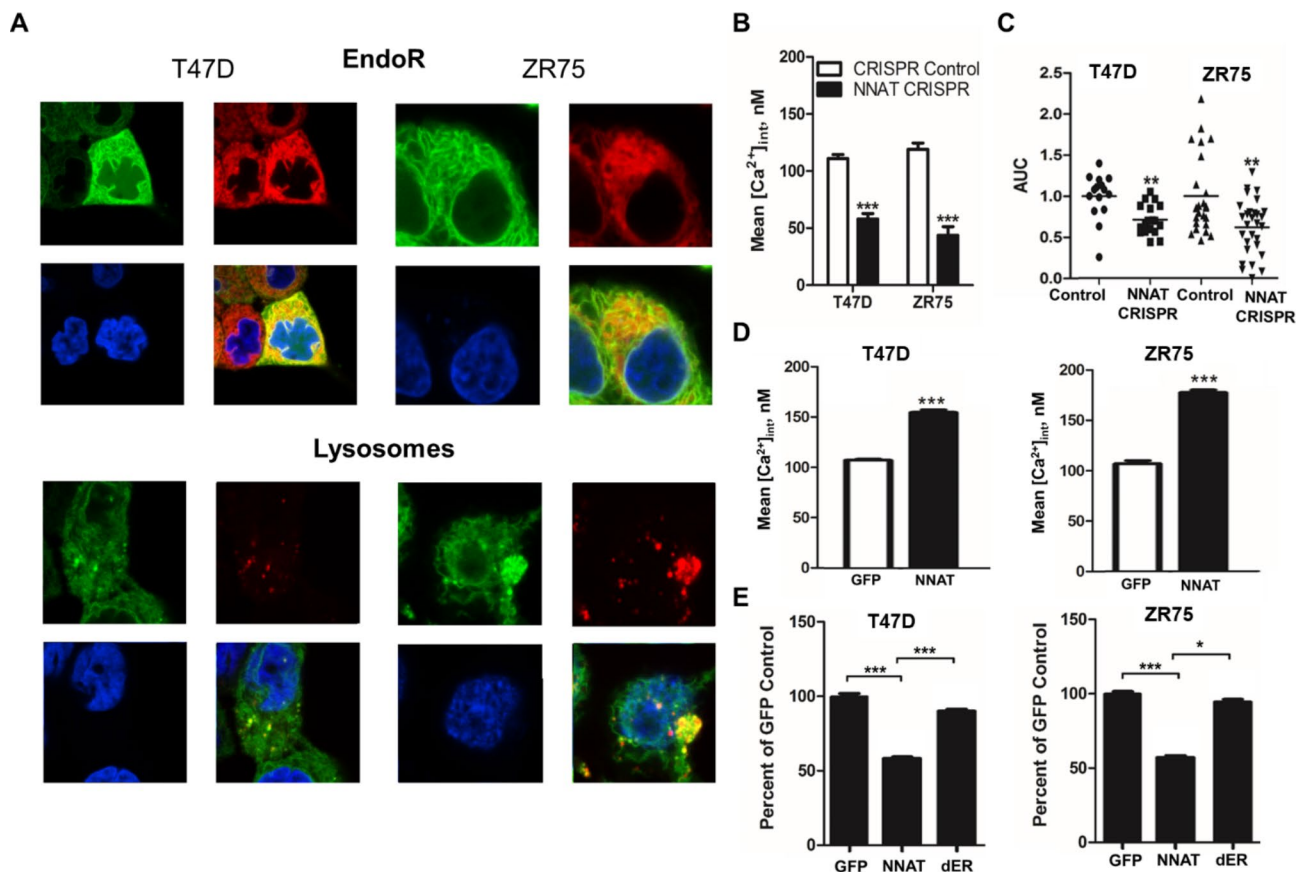 A
EndoR
T47D
ZR75
Lysosomes
B
Mean [Ca²⁺]int, nM
200
150
100
50
0
CRISPR Control
NNAT CRISPR
***
***
T47D
ZR75
C
T47D
ZR75
AUC
2.5
2.0
1.5
1.0
0.5
0.0
**
**
Control
NNAT
CRISPR
Control
NNAT
CRISPR
D
T47D
Mean [Ca²⁺]int, nM
200
150
100
50
0
***
GFP
NNAT
ZR75
Mean [Ca²⁺]int, nM
200
150
100
50
0
***
GFP
NNAT
E
T47D
Percent of GFP Control
150
100
50
0
***
***
GFP
NNAT
dER
ZR75
Percent of GFP Control
150
100
50
0
***
*
GFP
NNAT
dER